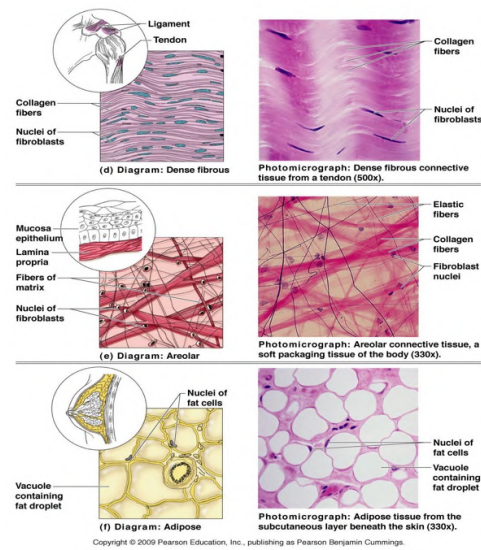 Ligament
Tendon
Collagen
fibers
Nuclei of
fibroblasts
(d) Diagram: Dense fibrous
Collagen
fibers
Nuclei of
fibroblasts
Photomicrograph: Dense fibrous connective
tissue from a tendon (500x).
Mucosa
epithelium
Lamina
propria
Fibers of
matrix
Nuclei of
fibroblasts
(e) Diagram: Areolar
Elastic
fibers
Collagen
fibers
Fibroblast
nuclei
Photomicrograph: Areolar connective tissue, a
soft packaging tissue of the body (330x).
Nuclei of
fat cells
Vacuole
containing
fat droplet
(f) Diagram: Adipose
Nuclei of
fat cells
Vacuole
containing
fat droplet
Photomicrograph: Adipose tissue from the
subcutaneous layer beneath the skin (330x).
Copyright © 2009 Pearson Education, Inc., publishing as Pearson Benjamin Cummings.